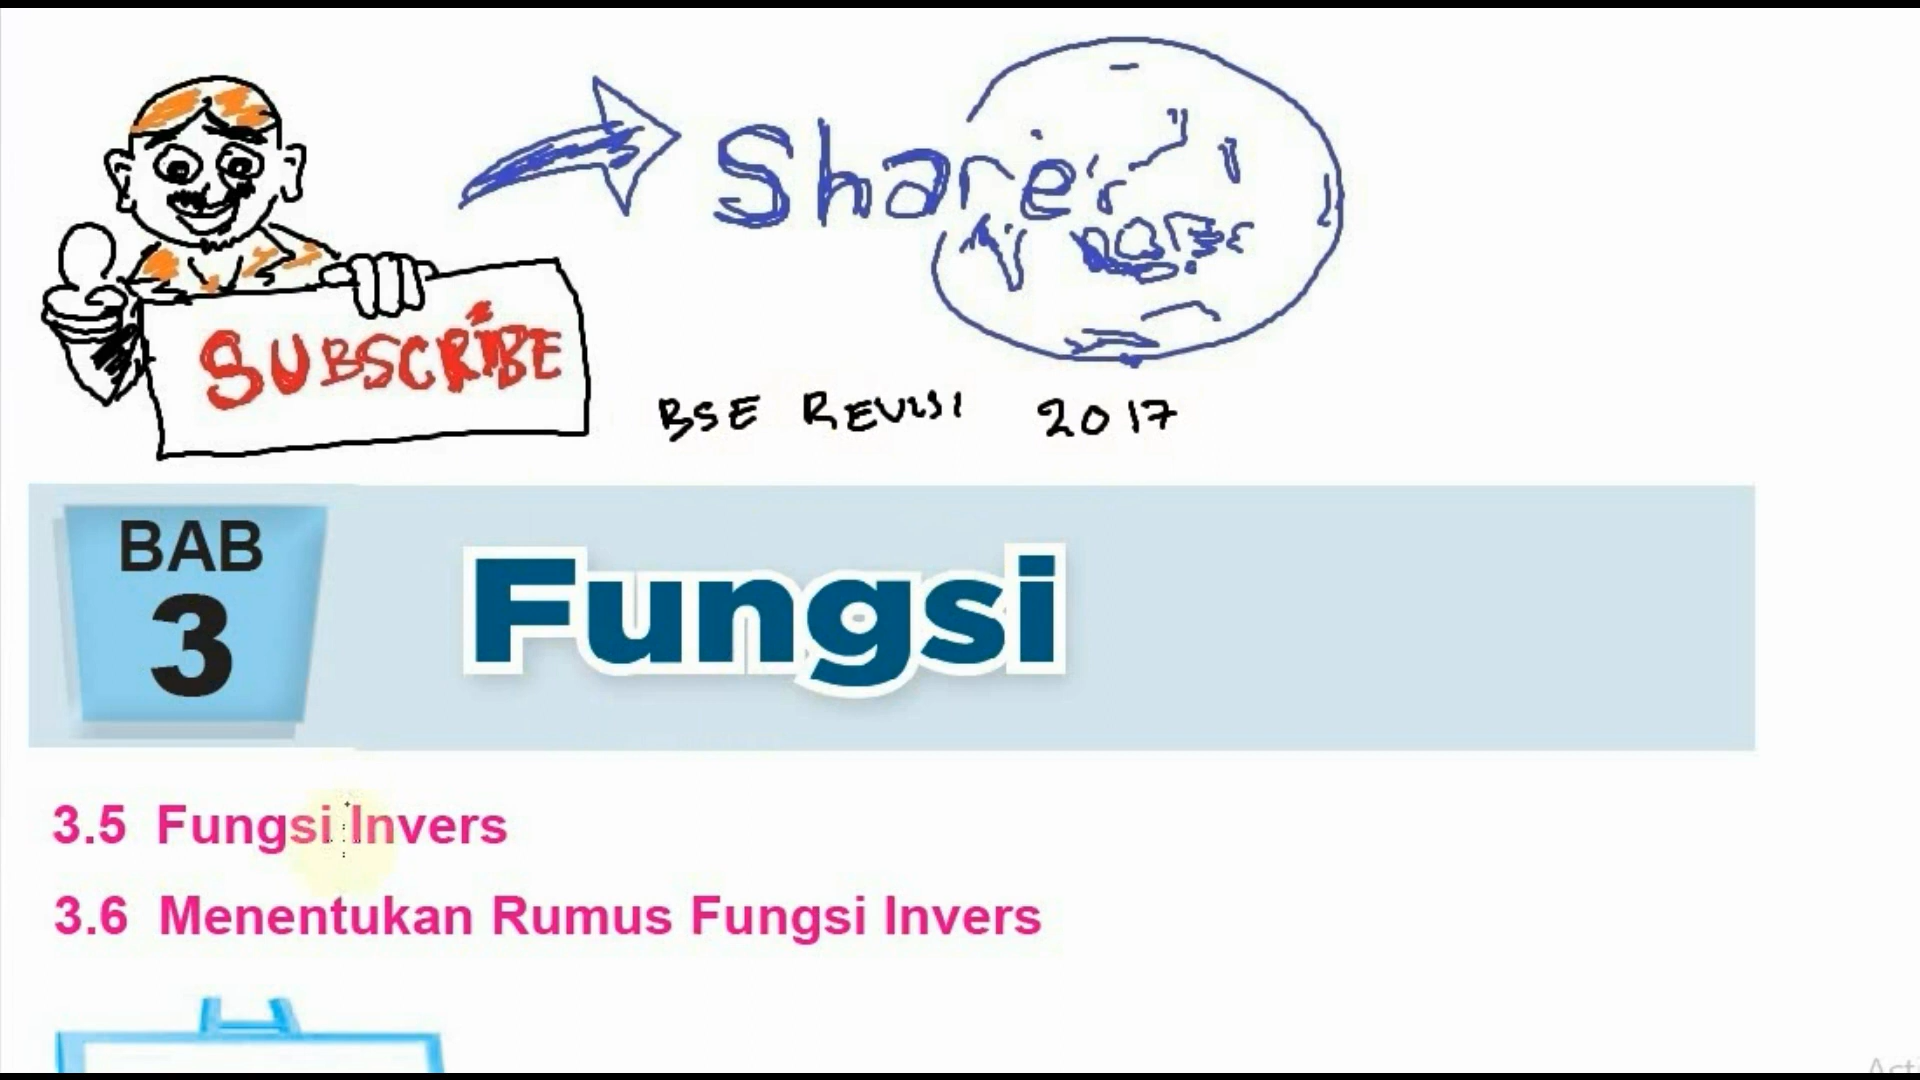 Share
SUBSCRIBE
BSE REVISI 2017
BAB
3
Fungsi
3.5 Fungsi Invers
3.6 Menentukan Rumus Fungsi Invers